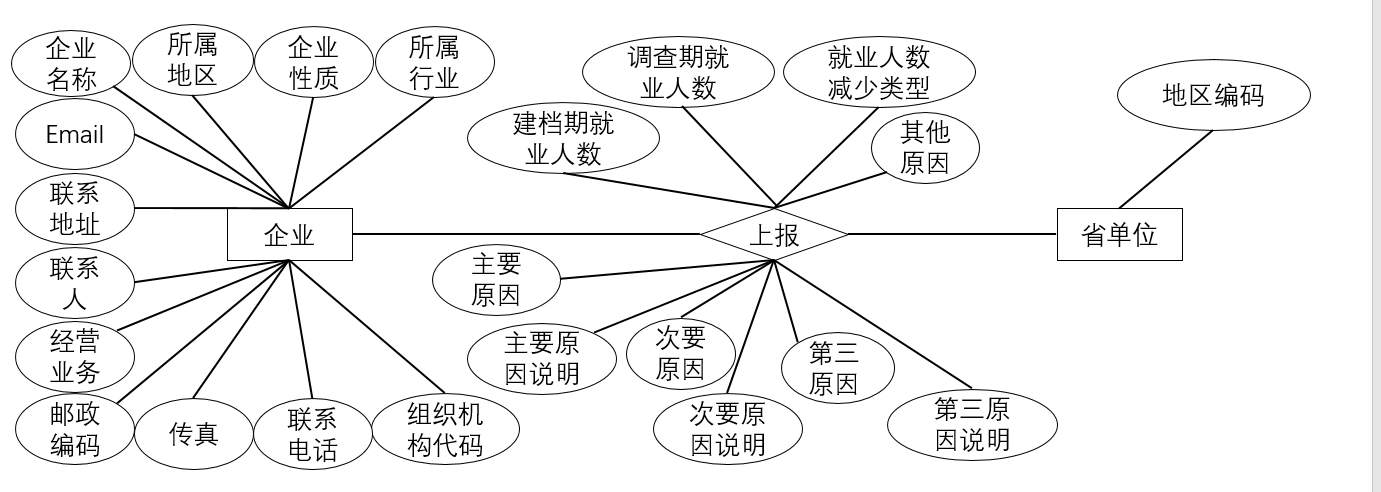 企业
名称
所属
地区
企业
性质
所属
行业
Email
联系
地址
联系
人
经营
业务
邮政
编码
传真
联系
电话
组织机
构代码
企业
建档期就
业人数
调查期就
业人数
就业人数
减少类型
其他
原因
上报
主要
原因
主要原
因说明
次要
原因
次要原
因说明
第三
原因
第三原
因说明
地区编码
省单位